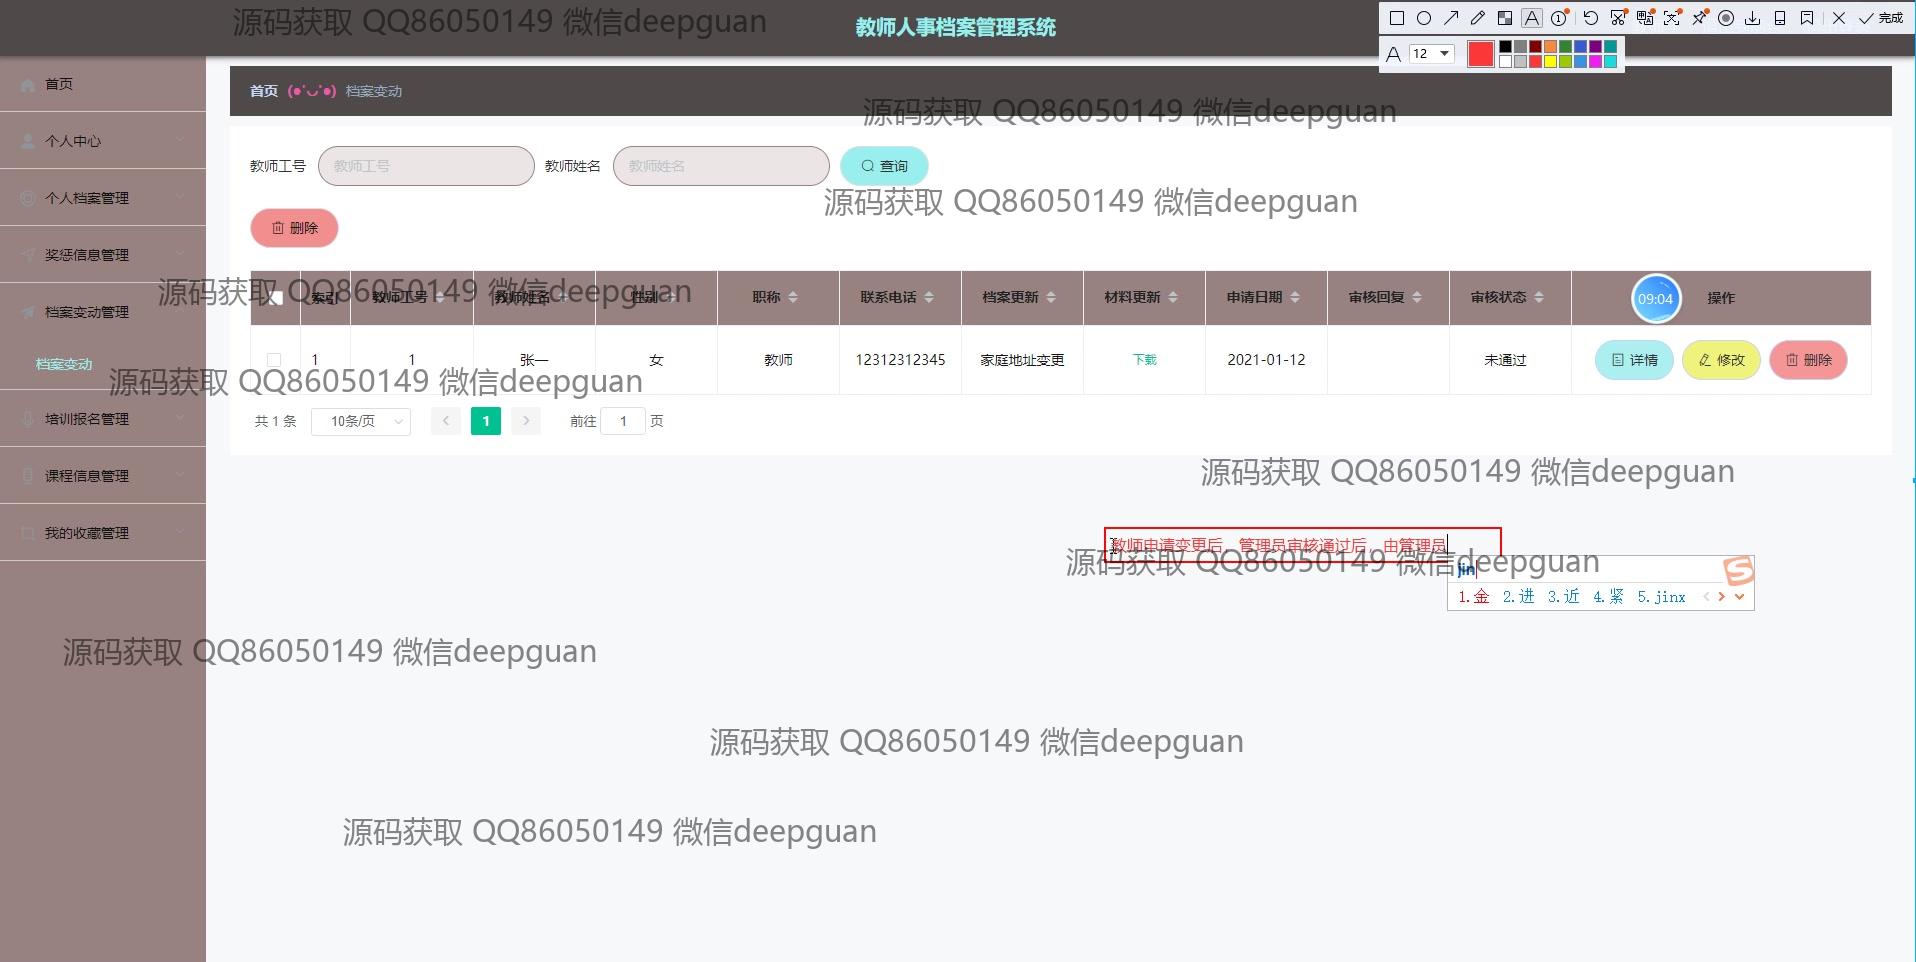 源码获取 QQ86050149 微信deepguan
教师人事档案管理系统
完成
A 12
首页
个人中心
个人档案管理
奖惩信息管理
档案变动管理
档案变动
培训报名管理
课程信息管理
我的收藏管理
首页 (●'◡'●) 档案变动
源码获取 QQ86050149 微信deepguan
教师工号 教师工号 教师姓名 教师姓名 查询
源码获取 QQ86050149 微信deepguan
删除
源码获取 QQ86050149 微信deepguan
索引 教师工号 教师姓名 性别 职称 联系电话 档案更新 材料更新 申请日期 审核回复 审核状态 09:04 操作
1 1 张一 女 教师 12312312345 家庭地址变更 下载 2021-01-12 未通过 详情 修改 删除
源码获取 QQ86050149 微信deepguan
共 1 条 10条/页 1 前往 1 页
源码获取 QQ86050149 微信deepguan
教师申请变更后，管理员审核通过后，由管理员
源码获取 QQ86050149 微信deepguan
jin
1.金 2.进 3.近 4.紧 5.jinx
源码获取 QQ86050149 微信deepguan
源码获取 QQ86050149 微信deepguan
源码获取 QQ86050149 微信deepguan